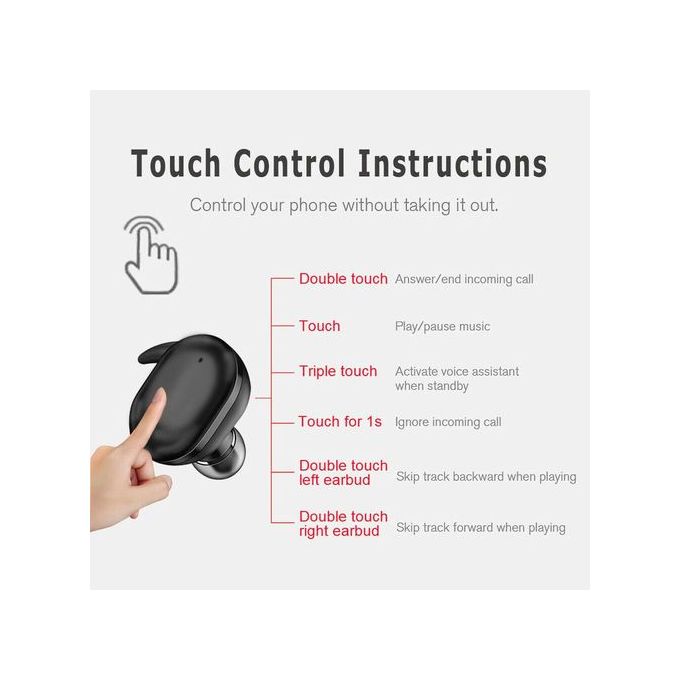 Touch Control Instructions
Control your phone without taking it out.
Double touch Answer/end incoming call
Touch Play/pause music
Triple touch Activate voice assistant
when standby
Touch for 1s Ignore incoming call
Double touch
left earbud Skip track backward when playing
Double touch
right earbud Skip track forward when playing